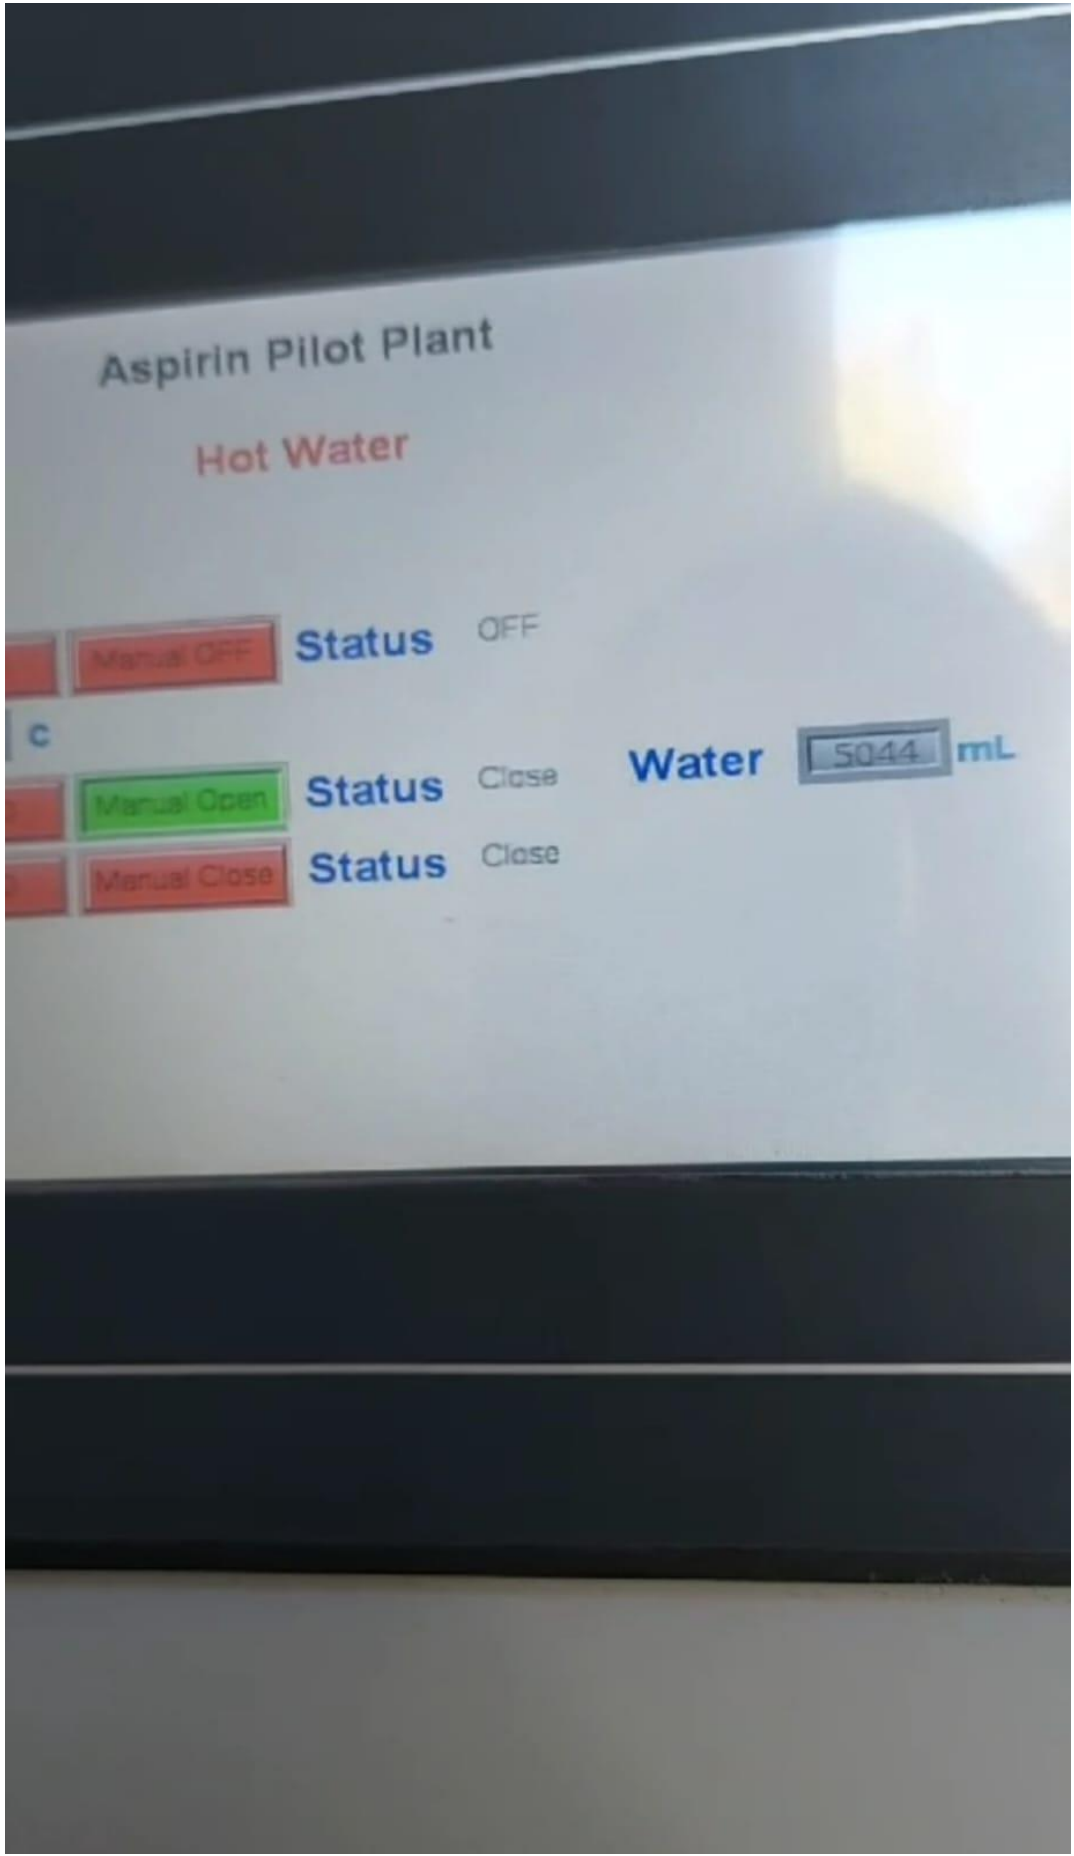 Aspirin Pilot Plant
Hot Water
Manual OFF Status OFF
c
Manual Open Status Close Water 5044 mL
Manual Close Status Close